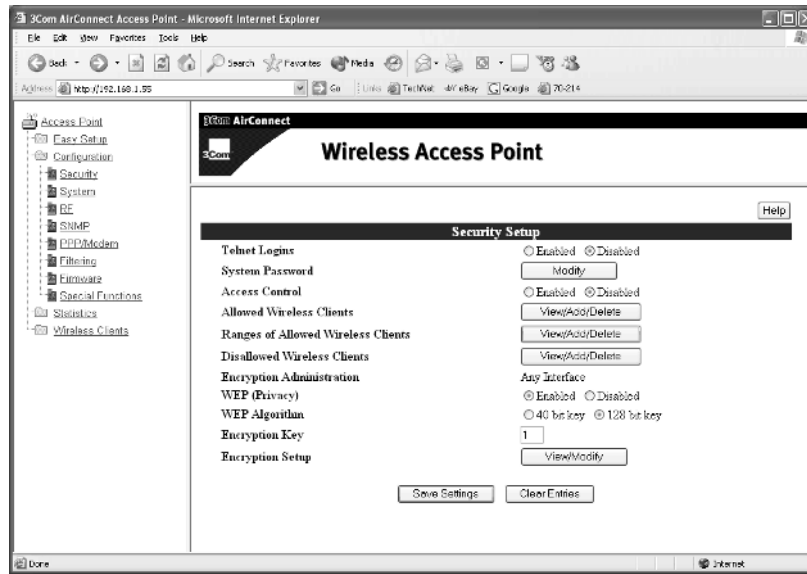 3Com AirConnect Access Point - Microsoft Internet Explorer
File Edit View Favorites Tools Help
Back Search Favorites Media
Address http://192.168.1.55 Go Links TechNet eBay Google 70-214
Access Point
Easy Setup
Configuration
Security
System
RF
SNMP
PPP/Modem
Filtering
Firmware
Special Functions
Statistics
Wireless Clients
3Com AirConnect
3Com
Wireless Access Point
Help
Security Setup
Telnet Logins Enabled Disabled
System Password Modify
Access Control Enabled Disabled
Allowed Wireless Clients View/Add/Delete
Ranges of Allowed Wireless Clients View/Add/Delete
Disallowed Wireless Clients View/Add/Delete
Encryption Administration Any Interface
WEP (Privacy) Enabled Disabled
WEP Algorithm 40 bit key 128 bit key
Encryption Key 1
Encryption Setup View/Modify
Save Settings Clear Entries
Done Internet